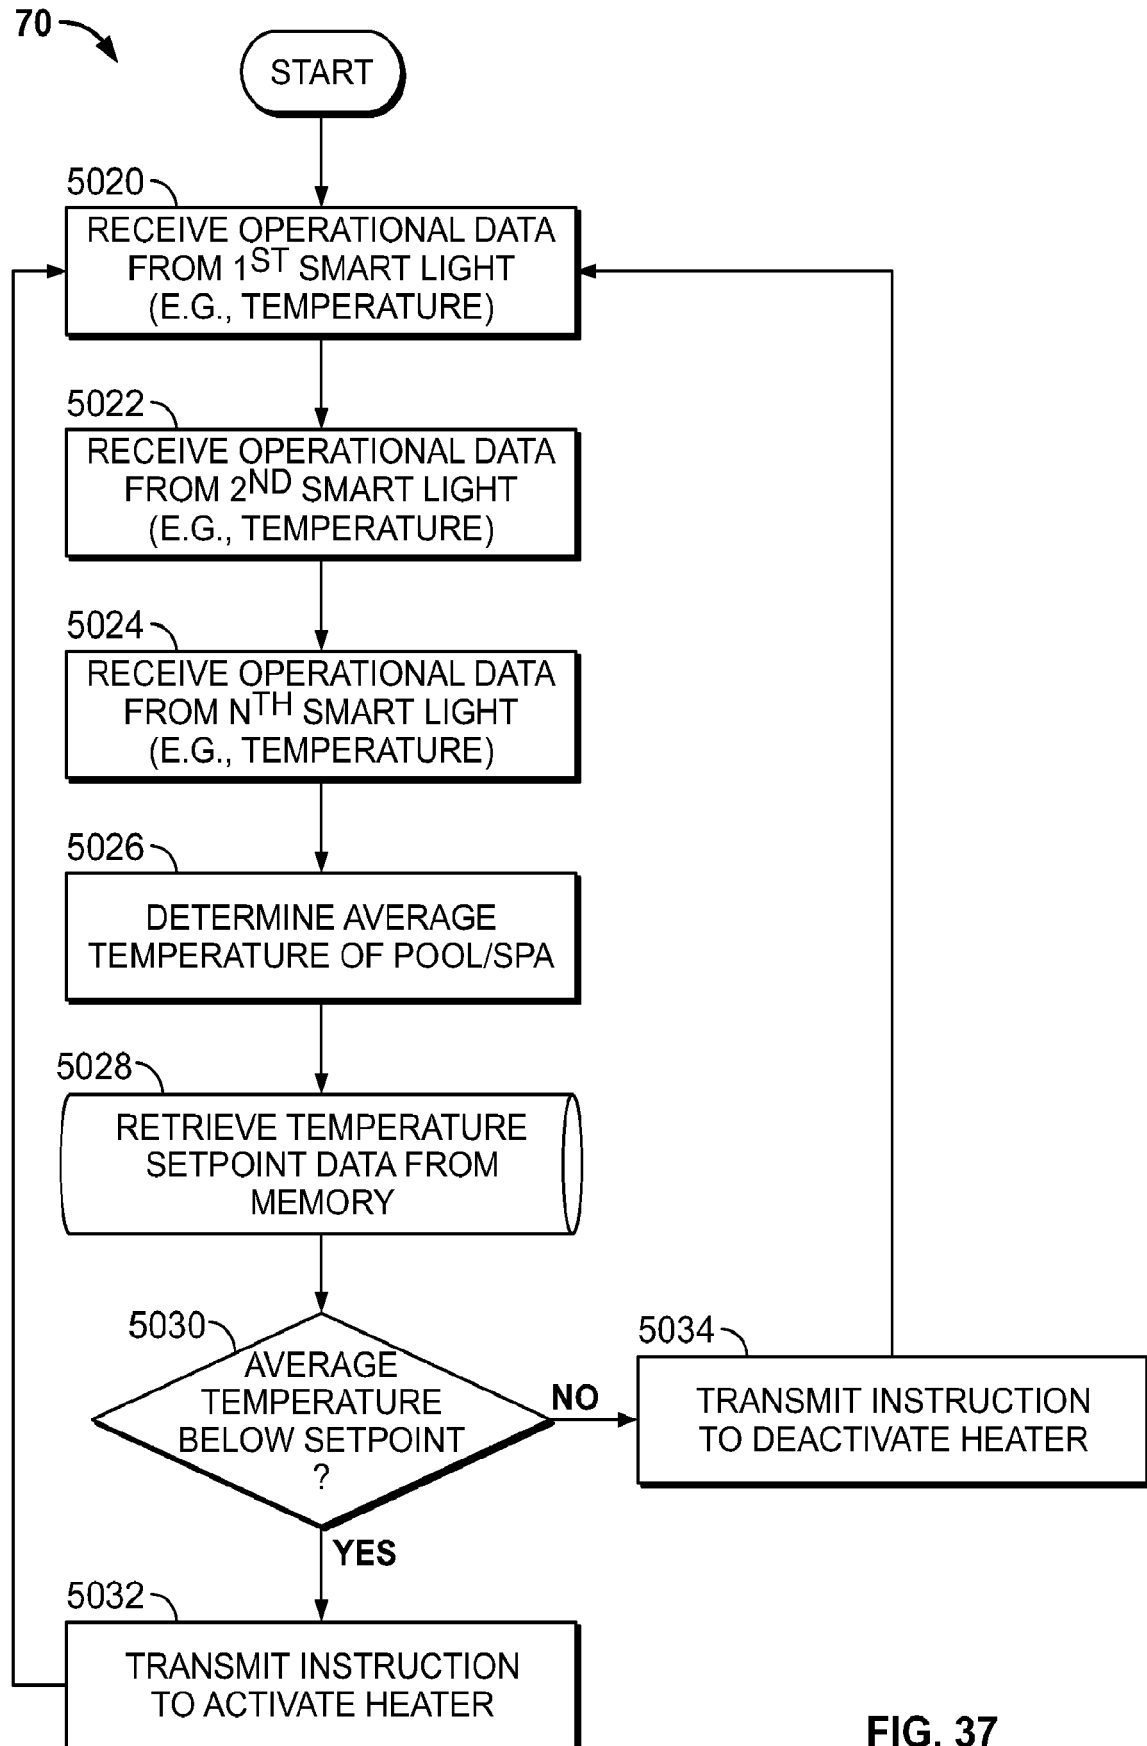 70
START
5020
RECEIVE OPERATIONAL DATA
FROM 1ST SMART LIGHT
(E.G., TEMPERATURE)
5022
RECEIVE OPERATIONAL DATA
FROM 2ND SMART LIGHT
(E.G., TEMPERATURE)
5024
RECEIVE OPERATIONAL DATA
FROM NTH SMART LIGHT
(E.G., TEMPERATURE)
5026
DETERMINE AVERAGE
TEMPERATURE OF POOL/SPA
5028
RETRIEVE TEMPERATURE
SETPOINT DATA FROM
MEMORY
5030
AVERAGE
TEMPERATURE
BELOW SETPOINT
?
NO
5034
TRANSMIT INSTRUCTION
TO DEACTIVATE HEATER
YES
5032
TRANSMIT INSTRUCTION
TO ACTIVATE HEATER
FIG. 37